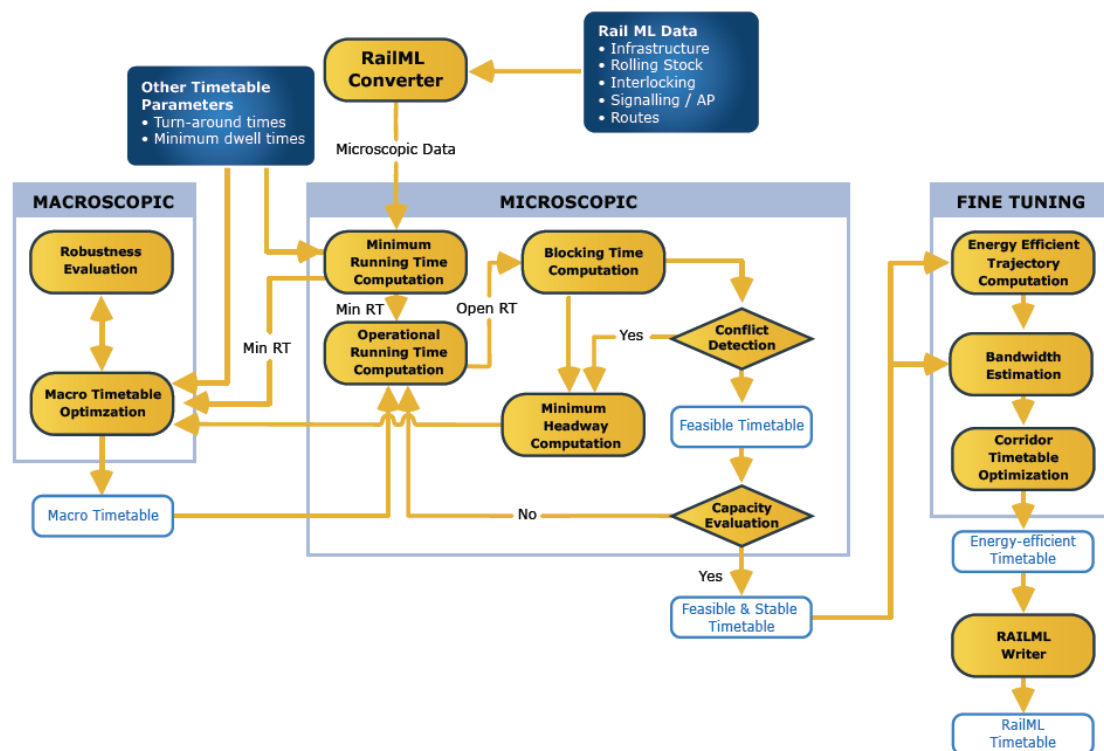 RailML
Converter
Rail ML Data
• Infrastructure
• Rolling Stock
• Interlocking
• Signalling / AP
• Routes
Other Timetable
Parameters
• Turn-around times
• Minimum dwell times
Microscopic Data
MACROSCOPIC
Robustness
Evaluation
Min RT
Macro Timetable
Optimzation
Macro Timetable
MICROSCOPIC
Minimum
Running Time
Computation
Min RT
Operational
Running Time
Computation
Open RT
Blocking Time
Computation
Yes
Conflict
Detection
Minimum
Headway
Computation
Feasible Timetable
No
Capacity
Evaluation
Yes
Feasible & Stable
Timetable
FINE TUNING
Energy Efficient
Trajectory
Computation
Bandwidth
Estimation
Corridor
Timetable
Optimization
Energy-efficient
Timetable
RAILML
Writer
RailML
Timetable